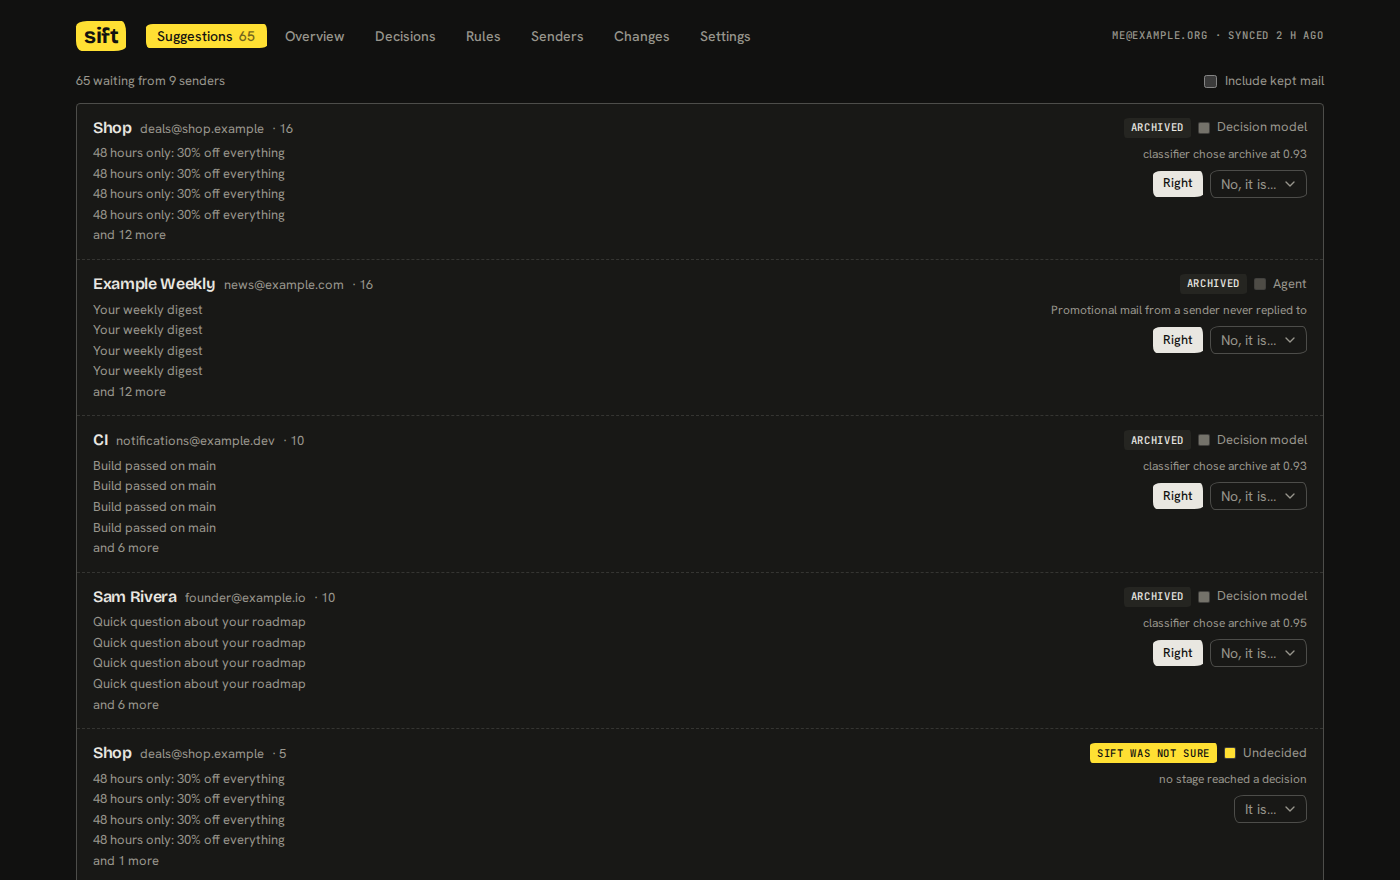 sift Suggestions 65 Overview Decisions Rules Senders Changes Settings ME@EXAMPLE.ORG · SYNCED 2 H AGO
65 waiting from 9 senders Include kept mail
Shop deals@shop.example · 16 ARCHIVED Decision model
48 hours only: 30% off everything classifier chose archive at 0.93
48 hours only: 30% off everything Right No, it is...
48 hours only: 30% off everything
48 hours only: 30% off everything
and 12 more
Example Weekly news@example.com · 16 ARCHIVED Agent
Your weekly digest Promotional mail from a sender never replied to
Your weekly digest Right No, it is...
Your weekly digest
Your weekly digest
and 12 more
CI notifications@example.dev · 10 ARCHIVED Decision model
Build passed on main classifier chose archive at 0.93
Build passed on main Right No, it is...
Build passed on main
Build passed on main
and 6 more
Sam Rivera founder@example.io · 10 ARCHIVED Decision model
Quick question about your roadmap classifier chose archive at 0.95
Quick question about your roadmap Right No, it is...
Quick question about your roadmap
Quick question about your roadmap
and 6 more
Shop deals@shop.example · 5 SIFT WAS NOT SURE Undecided
48 hours only: 30% off everything no stage reached a decision
48 hours only: 30% off everything It is...
48 hours only: 30% off everything
48 hours only: 30% off everything
and 1 more